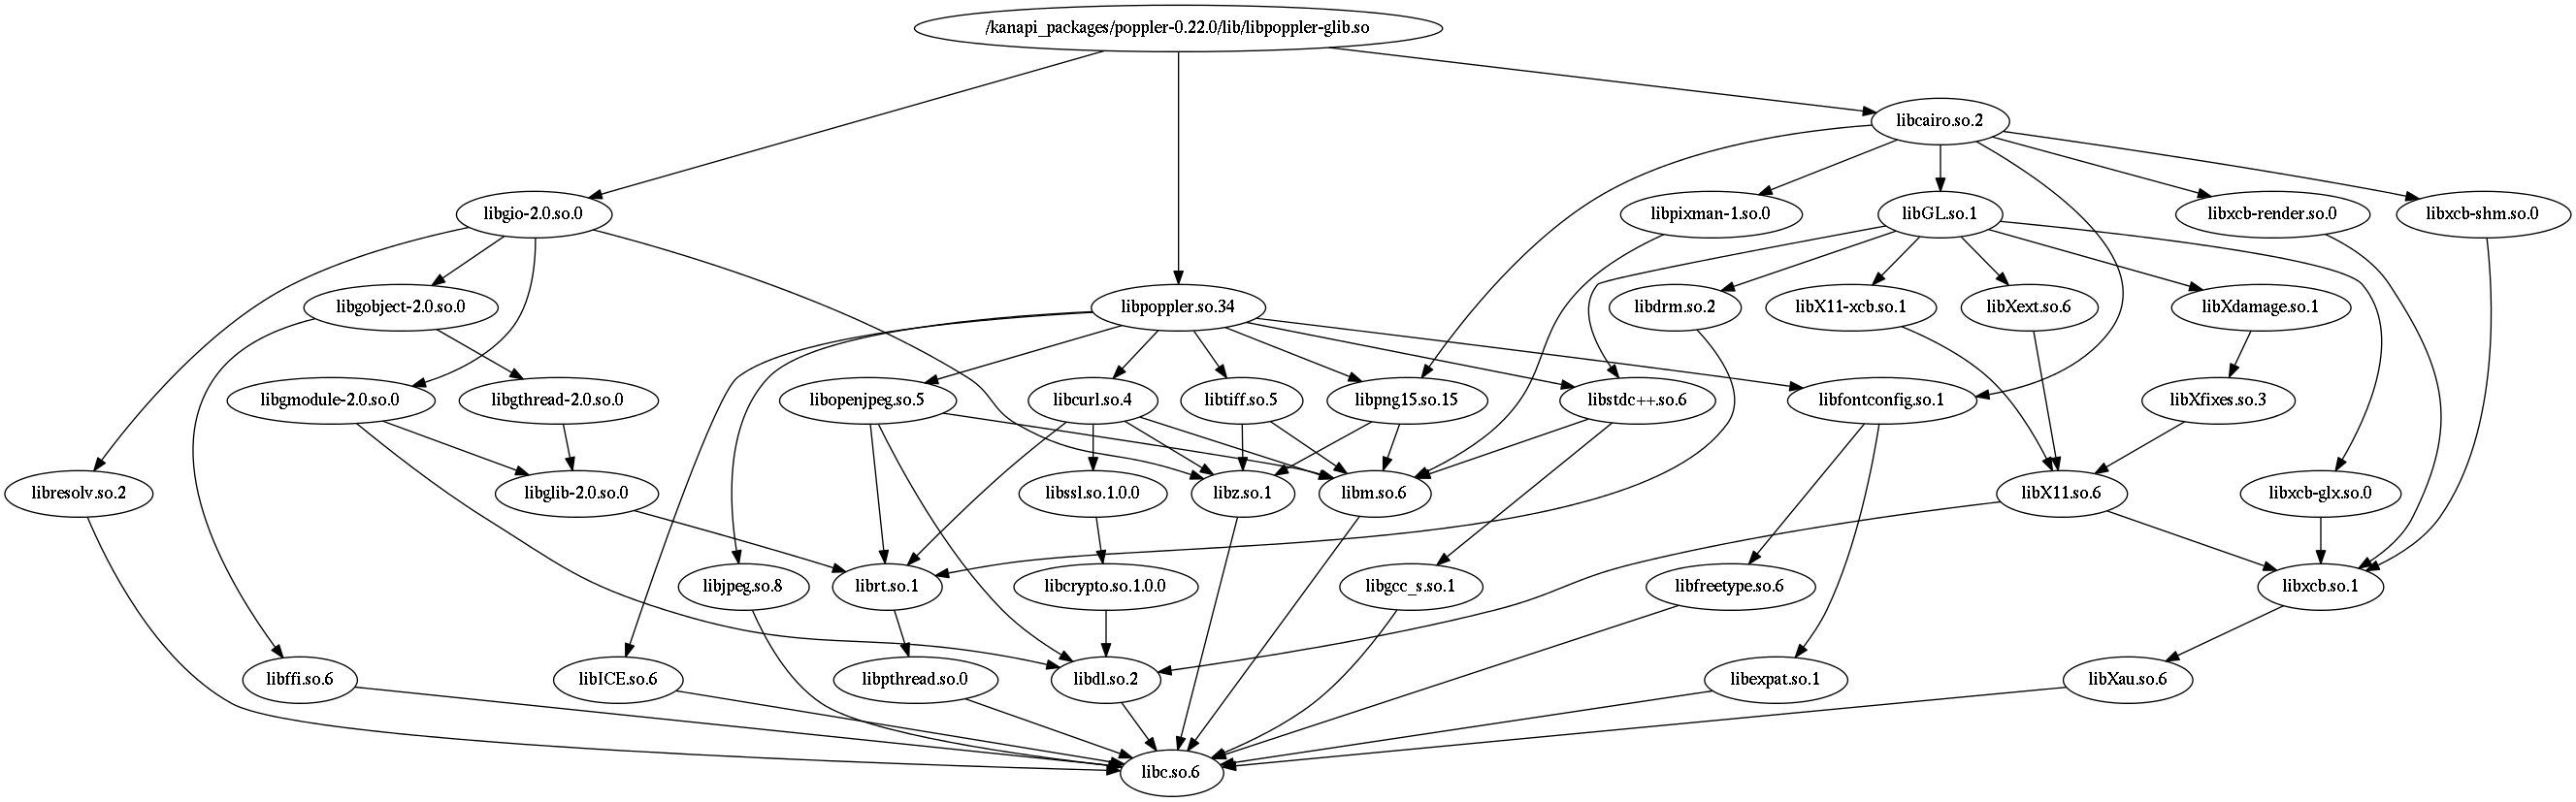 /kanapi_packages/poppler-0.22.0/lib/libpoppler-glib.so
libcairo.so.2
libgio-2.0.so.0
libpixman-1.so.0
libGL.so.1
libxcb-render.so.0
libxcb-shm.so.0
libgobject-2.0.so.0
libpoppler.so.34
libdrm.so.2
libX11-xcb.so.1
libXext.so.6
libXdamage.so.1
libgmodule-2.0.so.0
libgthread-2.0.so.0
libopenjpeg.so.5
libcurl.so.4
libtiff.so.5
libpng15.so.15
libstdc++.so.6
libfontconfig.so.1
libXfixes.so.3
libresolv.so.2
libglib-2.0.so.0
libssl.so.1.0.0
libz.so.1
libm.so.6
libX11.so.6
libxcb-glx.so.0
libjpeg.so.8
librt.so.1
libcrypto.so.1.0.0
libgcc_s.so.1
libfreetype.so.6
libxcb.so.1
libffi.so.6
libICE.so.6
libpthread.so.0
libdl.so.2
libexpat.so.1
libXau.so.6
libc.so.6